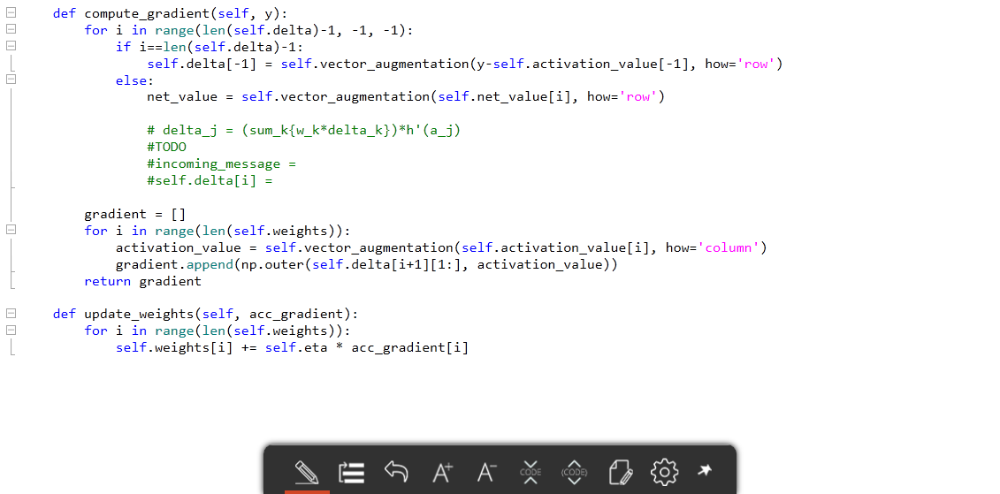 def compute_gradient(self, y):
    for i in range(len(self.delta)-1, -1, -1):
        if i==len(self.delta)-1:
            self.delta[-1] = self.vector_augmentation(y-self.activation_value[-1], how='row')
        else:
            net_value = self.vector_augmentation(self.net_value[i], how='row')

            # delta_j = (sum_k{w_k*delta_k})*h'(a_j)
            #TODO
            #incoming_message =
            #self.delta[i] =

    gradient = []
    for i in range(len(self.weights)):
        activation_value = self.vector_augmentation(self.activation_value[i], how='column')
        gradient.append(np.outer(self.delta[i+1][1:], activation_value))
    return gradient

def update_weights(self, acc_gradient):
    for i in range(len(self.weights)):
        self.weights[i] += self.eta * acc_gradient[i]
A+ A- CODE (CODE)